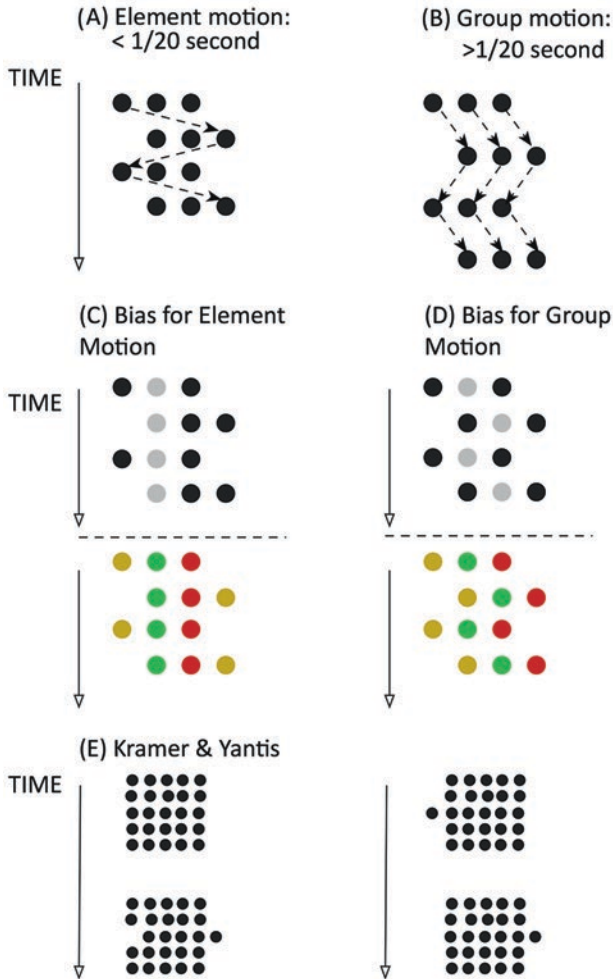 (A) Element motion:
< 1/20 second
(B) Group motion:
>1/20 second
TIME
(C) Bias for Element
Motion
(D) Bias for Group
Motion
TIME
(E) Kramer & Yantis
TIME